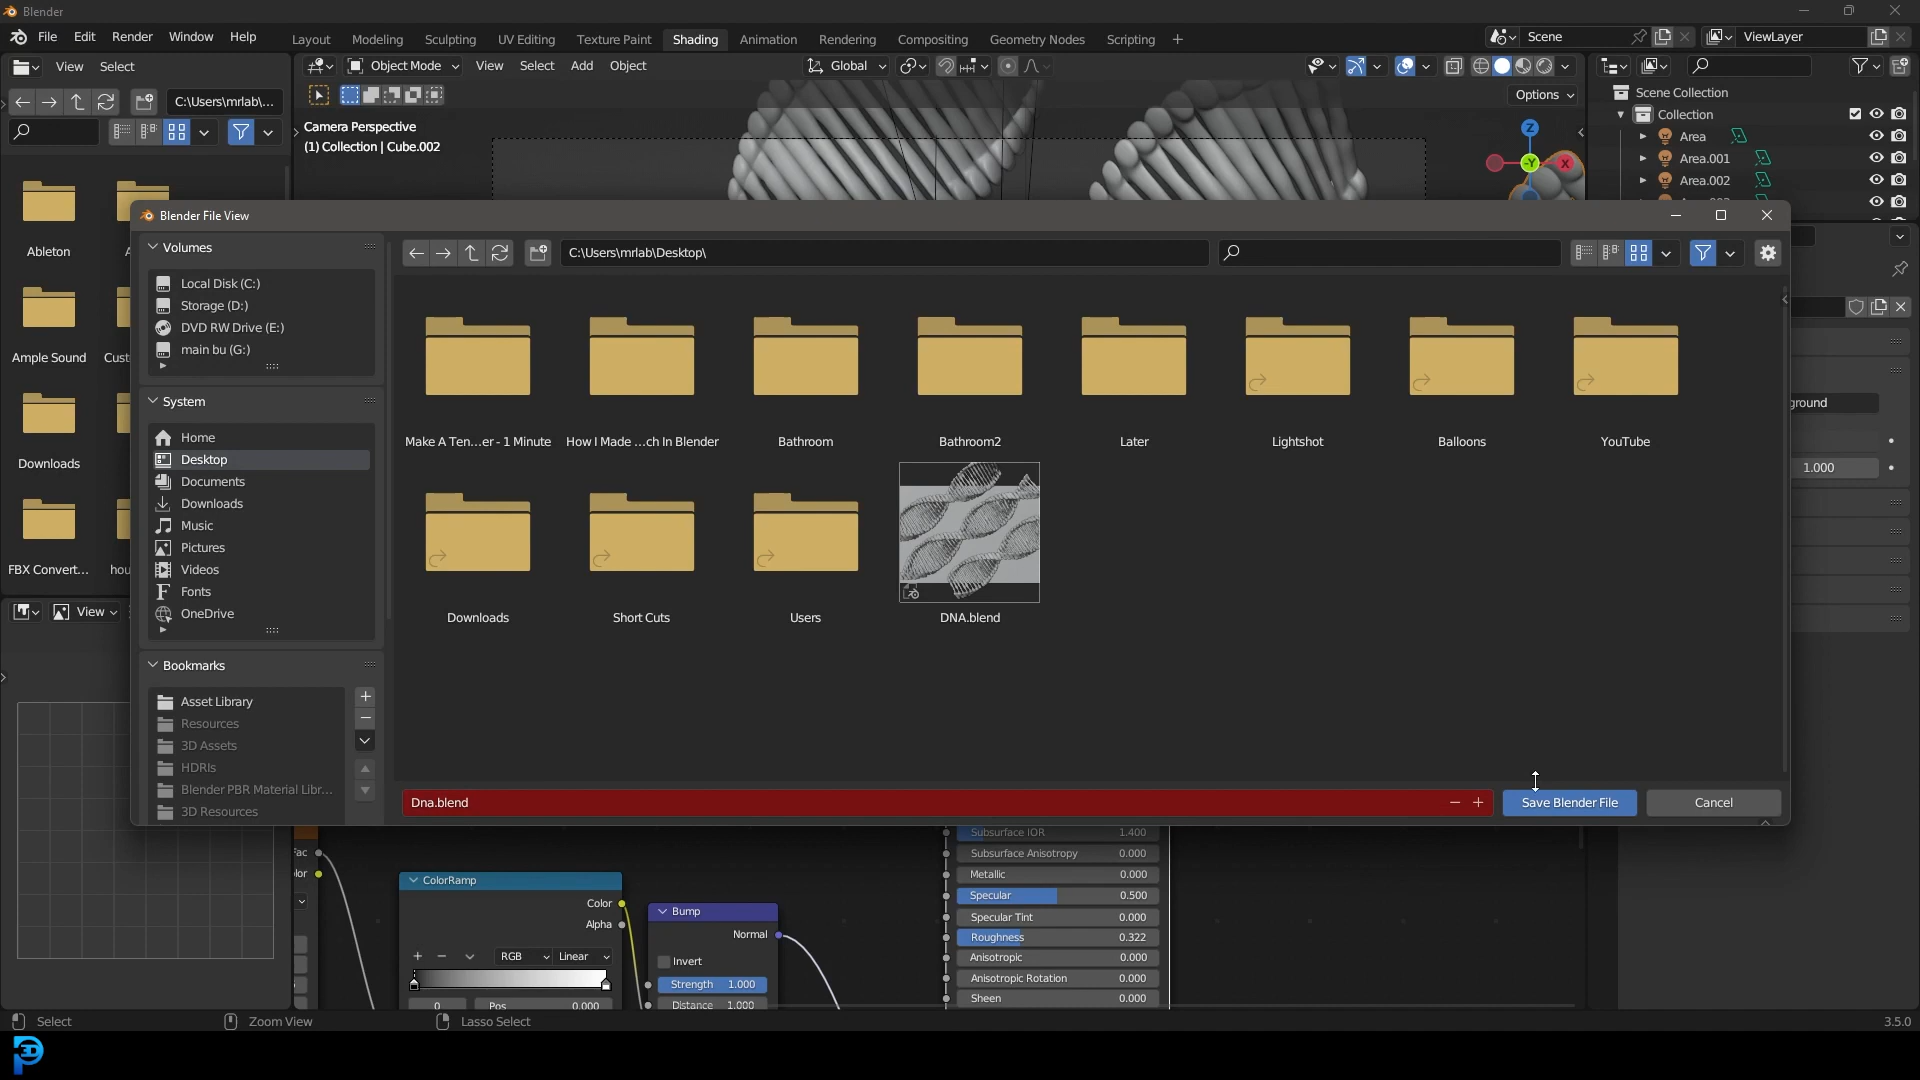 Blender
File Edit Render Window Help
Layout Modeling Sculpting UV Editing Texture Paint Shading Animation Rendering Compositing Geometry Nodes Scripting +
Scene
ViewLayer
View Select
Object Mode View Select Add Object
Global
C:\Users\mrlab\...
Options
Camera Perspective
(1) Collection | Cube.002
Z
-Y
X
Scene Collection
Collection
Area
Area.001
Area.002
Ableton
Ample Sound
Cust
Downloads
FBX Convert...
hou
View
Blender File View
Volumes
Local Disk (C:)
Storage (D:)
DVD RW Drive (E:)
main bu (G:)
System
Home
Desktop
Documents
Downloads
Music
Pictures
Videos
Fonts
OneDrive
Bookmarks
Asset Library
Resources
3D Assets
HDRIs
Blender PBR Material Libr...
3D Resources
C:\Users\mrlab\Desktop\
Make A Ten...er - 1 Minute
How I Made ...ch In Blender
Bathroom
Bathroom2
Later
Lightshot
Balloons
YouTube
Downloads
Short Cuts
Users
DNA.blend
Dna.blend
Save Blender File
Cancel
ground
1.000
ColorRamp
Color
Alpha
RGB
Linear
0
Pos 0.000
Bump
Normal
Invert
Strength 1.000
Distance 1.000
Subsurface IOR 1.400
Subsurface Anisotropy 0.000
Metallic 0.000
Specular 0.500
Specular Tint 0.000
Roughness 0.322
Anisotropic 0.000
Anisotropic Rotation 0.000
Sheen 0.000
Select
Zoom View
Lasso Select
3.5.0